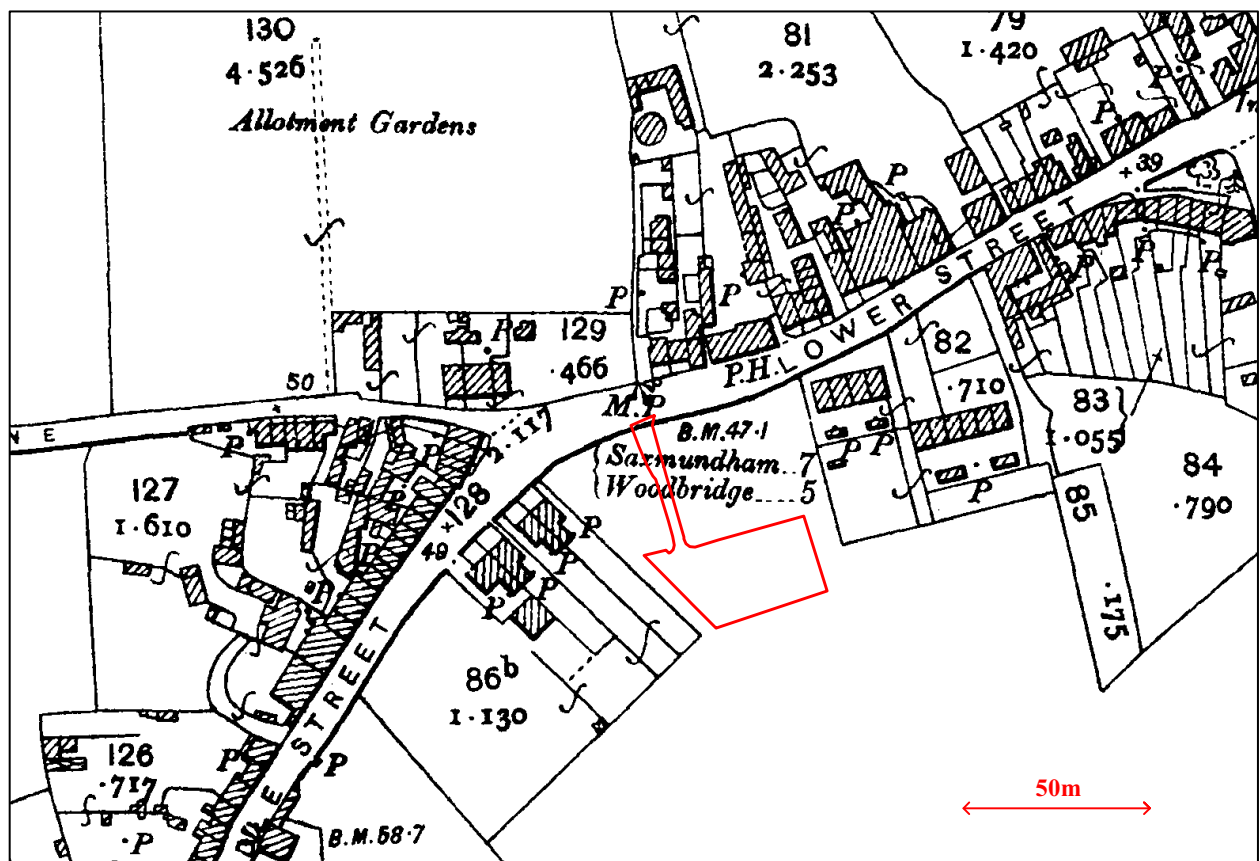 130
4·526
Allotment Gardens
81
2·253
79
1·420
P
P
P
+ 39
P
P
129
·466
P
P
P
P
P
P
50
M.P
P.H.
LOWER STREET
82
·710
83
1·055
84
·790
85
·175
B.M.47·1
Saxmundham 7
Woodbridge 5
P
P
P
2·117
128
49
127
1·610
P
P
P
P
P
P
P
P
86b
1·130
STREET
126
·717
P
P
P
B.M.58·7
50m